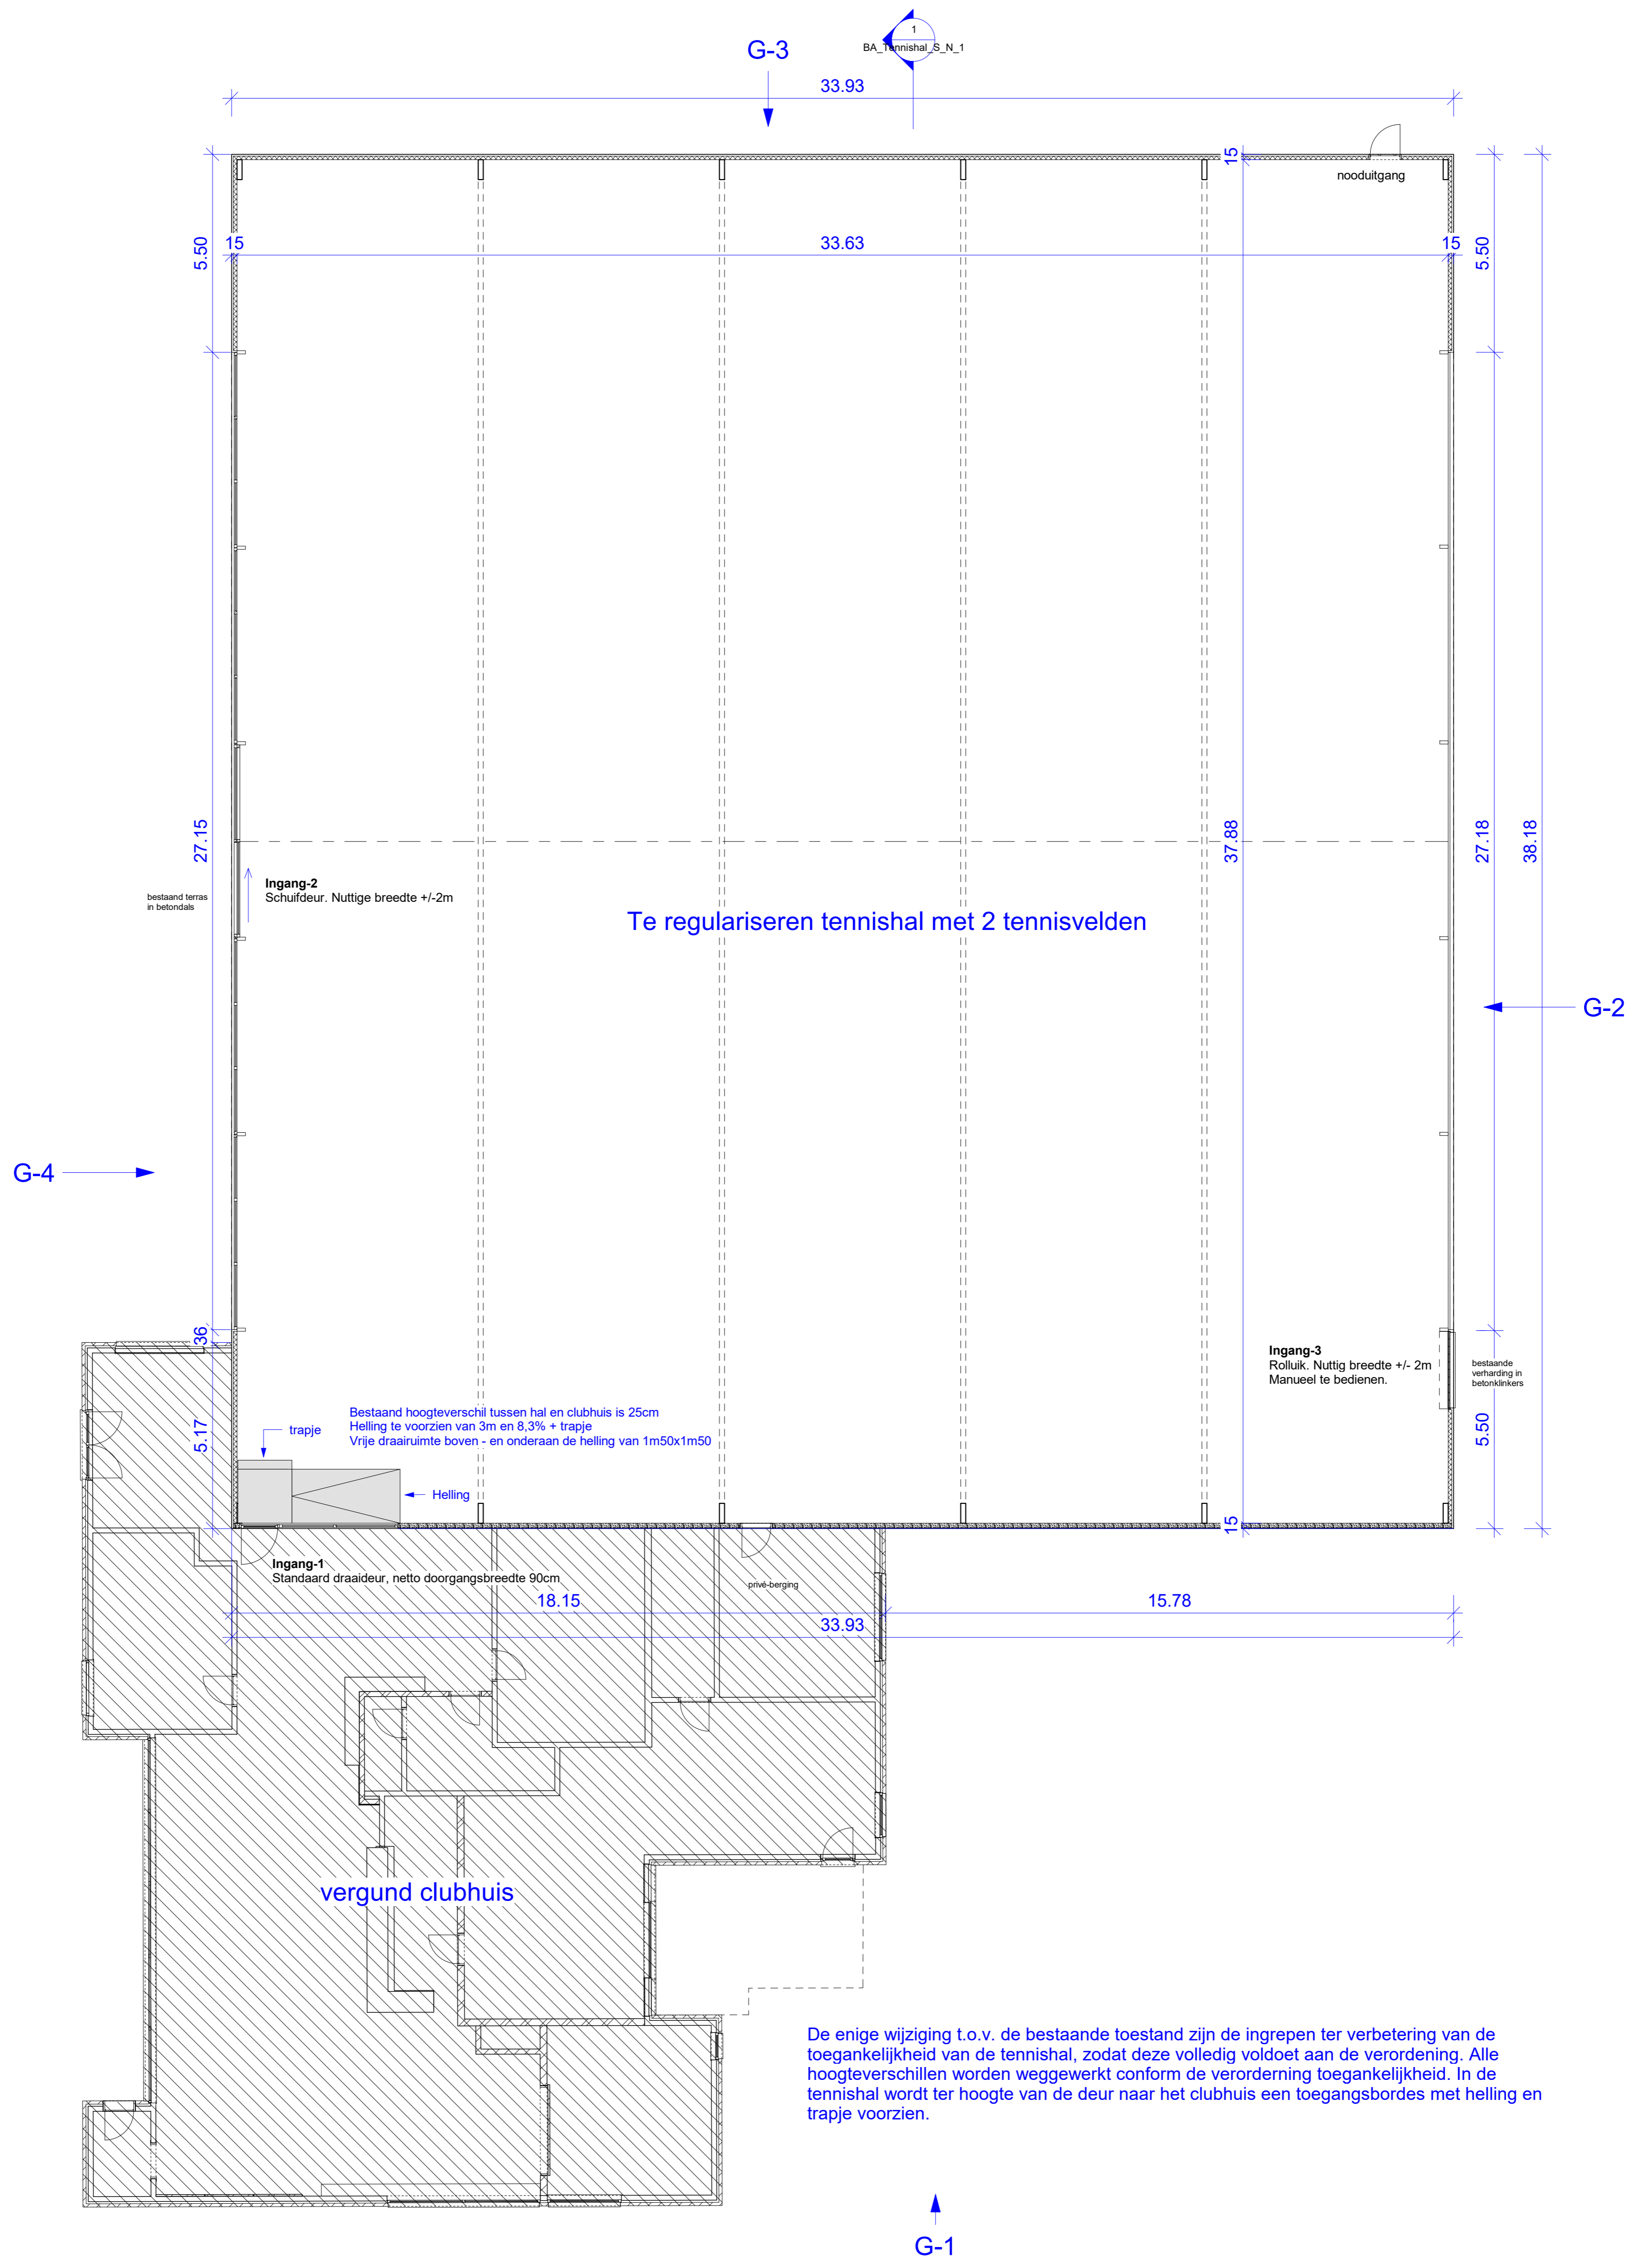 1
BA_Tennishal_S_N_1
G-3
33.93
15
nooduitgang
5.50
15
33.63
15
5.50
27.15
37.88
27.18
38.18
Ingang-2
Schuifdeur. Nuttige breedte +/-2m
bestaand terras
in betondals
Te regulariseren tennishal met 2 tennisvelden
G-2
G-4
36
Ingang-3
Rolluik. Nuttig breedte +/- 2m
Manueel te bedienen.
bestaande
verharding in
betonklinkers
5.17
trapje
Bestaand hoogteverschil tussen hal en clubhuis is 25cm
Helling te voorzien van 3m en 8,3% + trapje
Vrije draairuimte boven - en onderaan de helling van 1m50x1m50
5.50
Helling
15
Ingang-1
Standaard draaideur, netto doorgangsbreedte 90cm
privé-berging
18.15
15.78
33.93
vergund clubhuis
De enige wijziging t.o.v. de bestaande toestand zijn de ingrepen ter verbetering van de
toegankelijkheid van de tennishal, zodat deze volledig voldoet aan de verordening. Alle
hoogteverschillen worden weggewerkt conform de verorderning toegankelijkheid. In de
tennishal wordt ter hoogte van de deur naar het clubhuis een toegangsbordes met helling en
trapje voorzien.
G-1